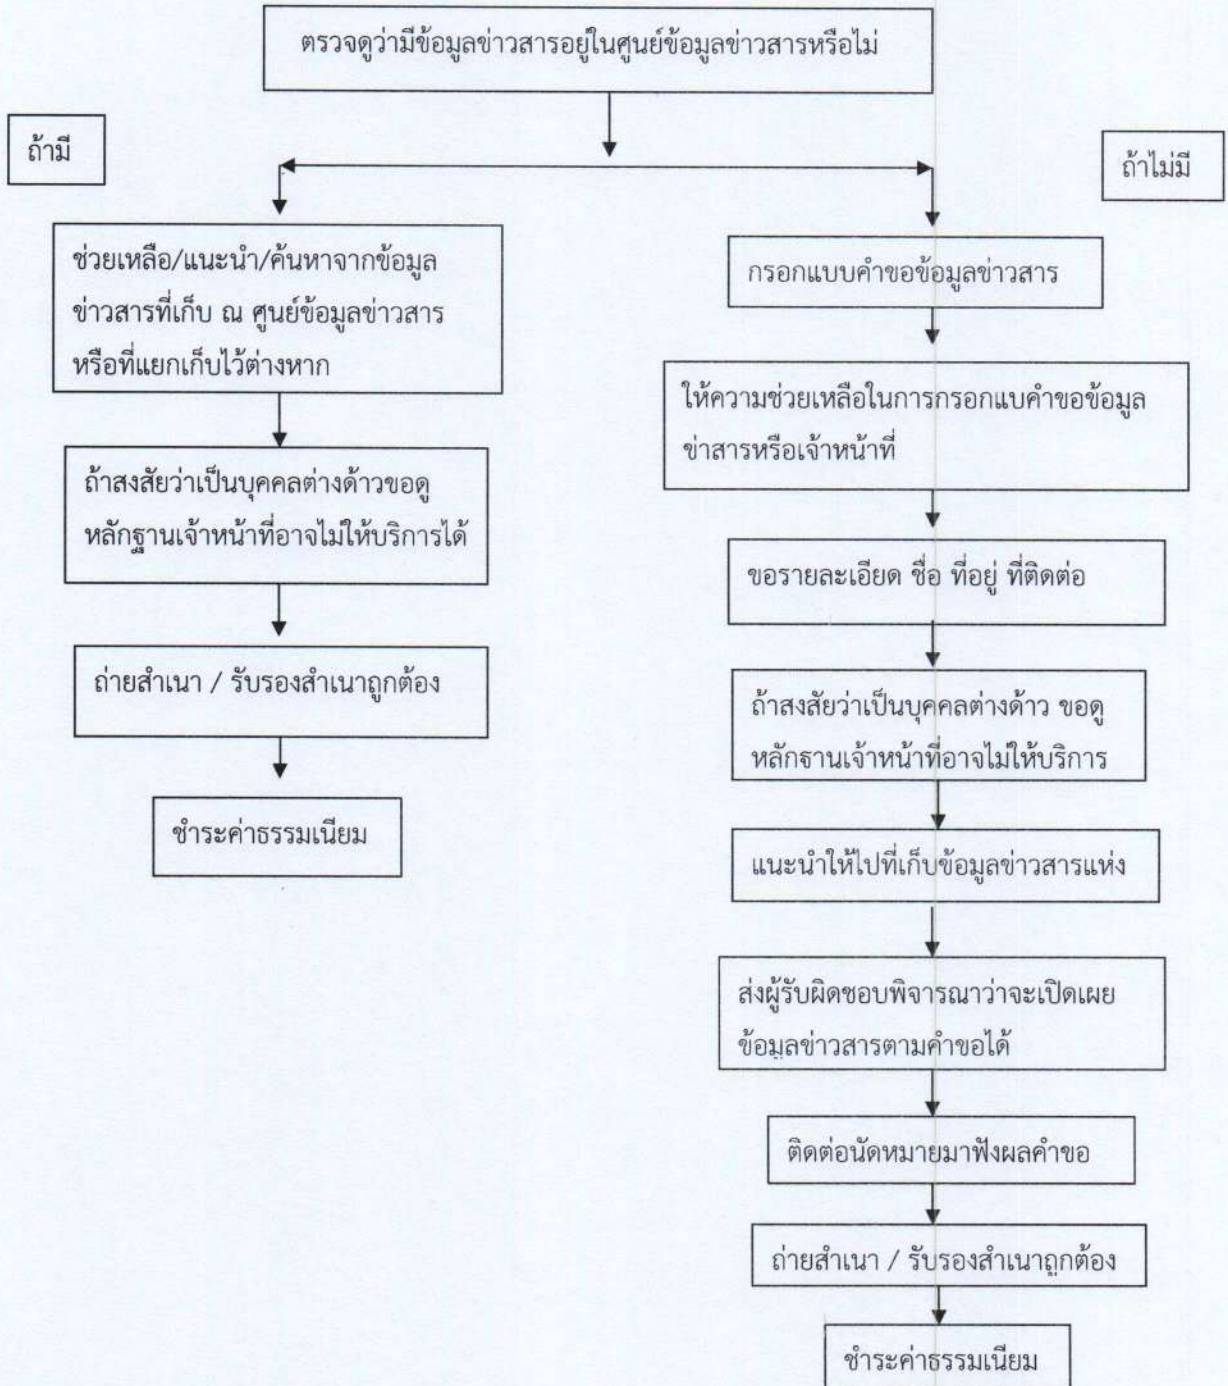 ตรวจดูว่ามีข้อมูลข่าวสารอยู่ในศูนย์ข้อมูลข่าวสารหรือไม่
ถ้ามี
ถ้าไม่มี
ช่วยเหลือ/แนะนำ/ค้นหาจากข้อมูล
ข่าวสารที่เก็บ ณ ศูนย์ข้อมูลข่าวสาร
หรือที่แยกเก็บไว้ต่างหาก
ถ้าสงสัยว่าเป็นบุคคลต่างด้าวขอดู
หลักฐานเจ้าหน้าที่อาจไม่ให้บริการได้
ถ่ายสำเนา / รับรองสำเนาถูกต้อง
ชำระค่าธรรมเนียม
กรอกแบบคำขอข้อมูลข่าวสาร
ให้ความช่วยเหลือในการกรอกแบคำขอข้อมูล
ข่าสารหรือเจ้าหน้าที่
ขอรายละเอียด ชื่อ ที่อยู่ ที่ติดต่อ
ถ้าสงสัยว่าเป็นบุคคลต่างด้าว ขอดู
หลักฐานเจ้าหน้าที่อาจไม่ให้บริการ
แนะนำให้ไปที่เก็บข้อมูลข่าวสารแห่ง
ส่งผู้รับผิดชอบพิจารณาว่าจะเปิดเผย
ข้อมูลข่าวสารตามคำขอได้
ติดต่อนัดหมายมาฟังผลคำขอ
ถ่ายสำเนา / รับรองสำเนาถูกต้อง
ชำระค่าธรรมเนียม